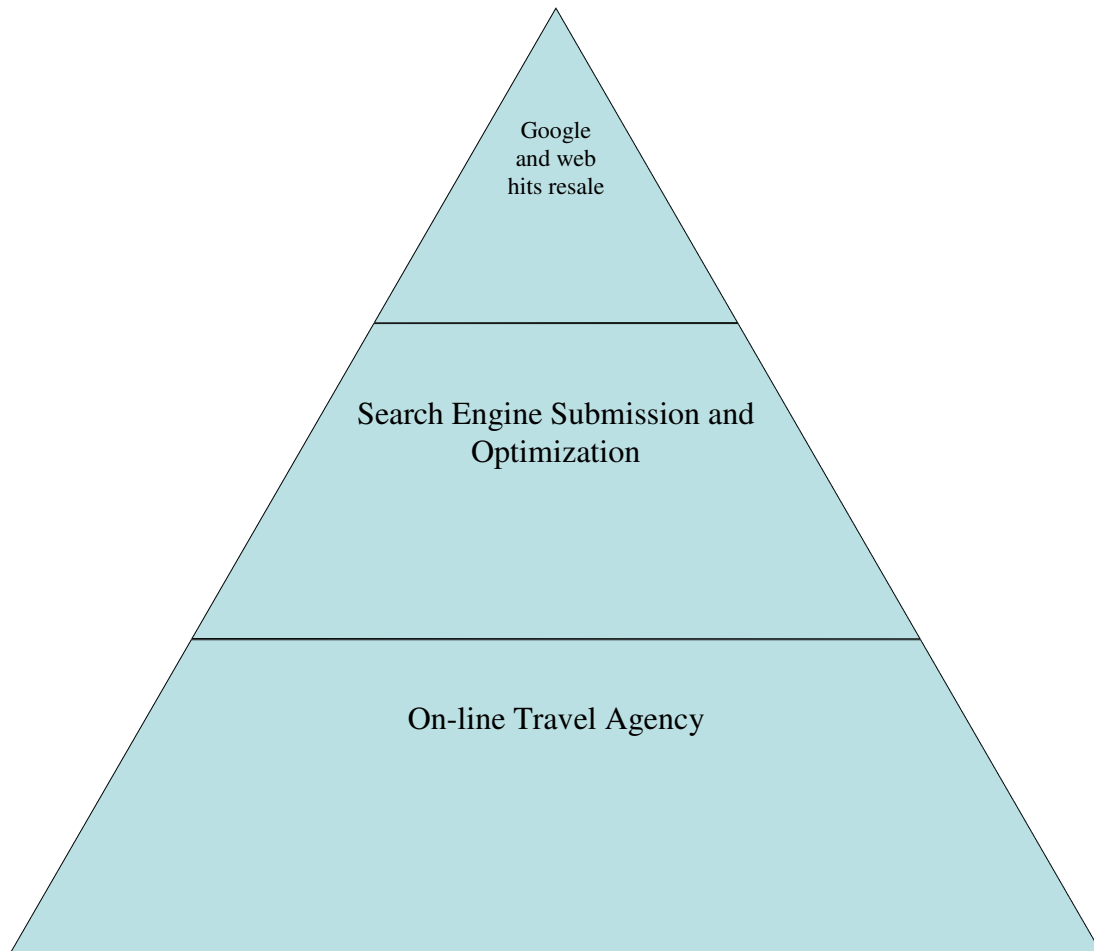 Google
and web
hits resale
Search Engine Submission and
Optimization
On-line Travel Agency